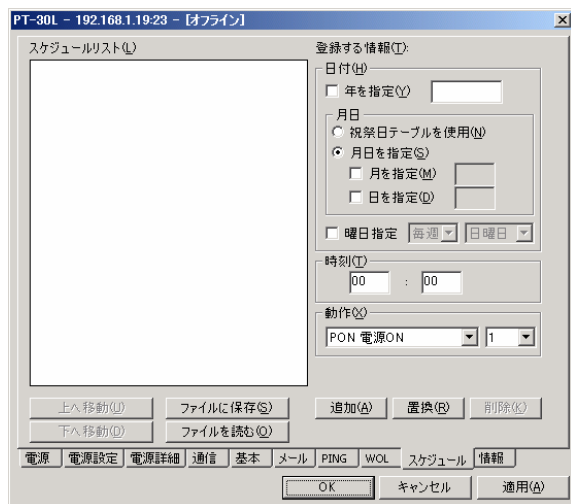 PT-30L - 192.168.1.19:23 - [オフライン]
スケジュールリスト(L)
登録する情報(T):
日付(H)
年を指定(Y)
月日
祝祭日テーブルを使用(N)
月日を指定(S)
月を指定(M)
日を指定(D)
曜日指定 毎週 日曜日
時刻(T)
00 : 00
動作(X)
PON 電源ON 1
上へ移動(U) ファイルに保存(S) 追加(A) 置換(R) 削除(K)
下へ移動(D) ファイルを読む(O)
電源 電源設定 電源詳細 通信 基本 メール PING WOL スケジュール 情報
OK キャンセル 適用(A)